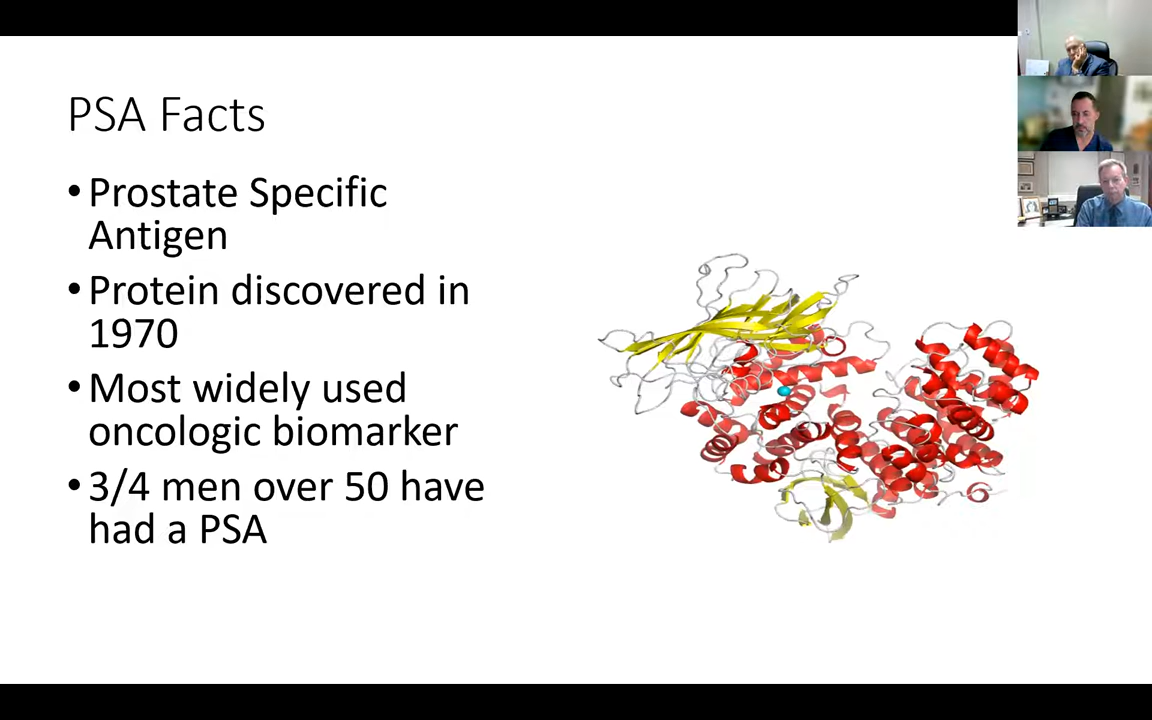 PSA Facts
• Prostate Specific
Antigen
• Protein discovered in
1970
• Most widely used
oncologic biomarker
• 3/4 men over 50 have
had a PSA